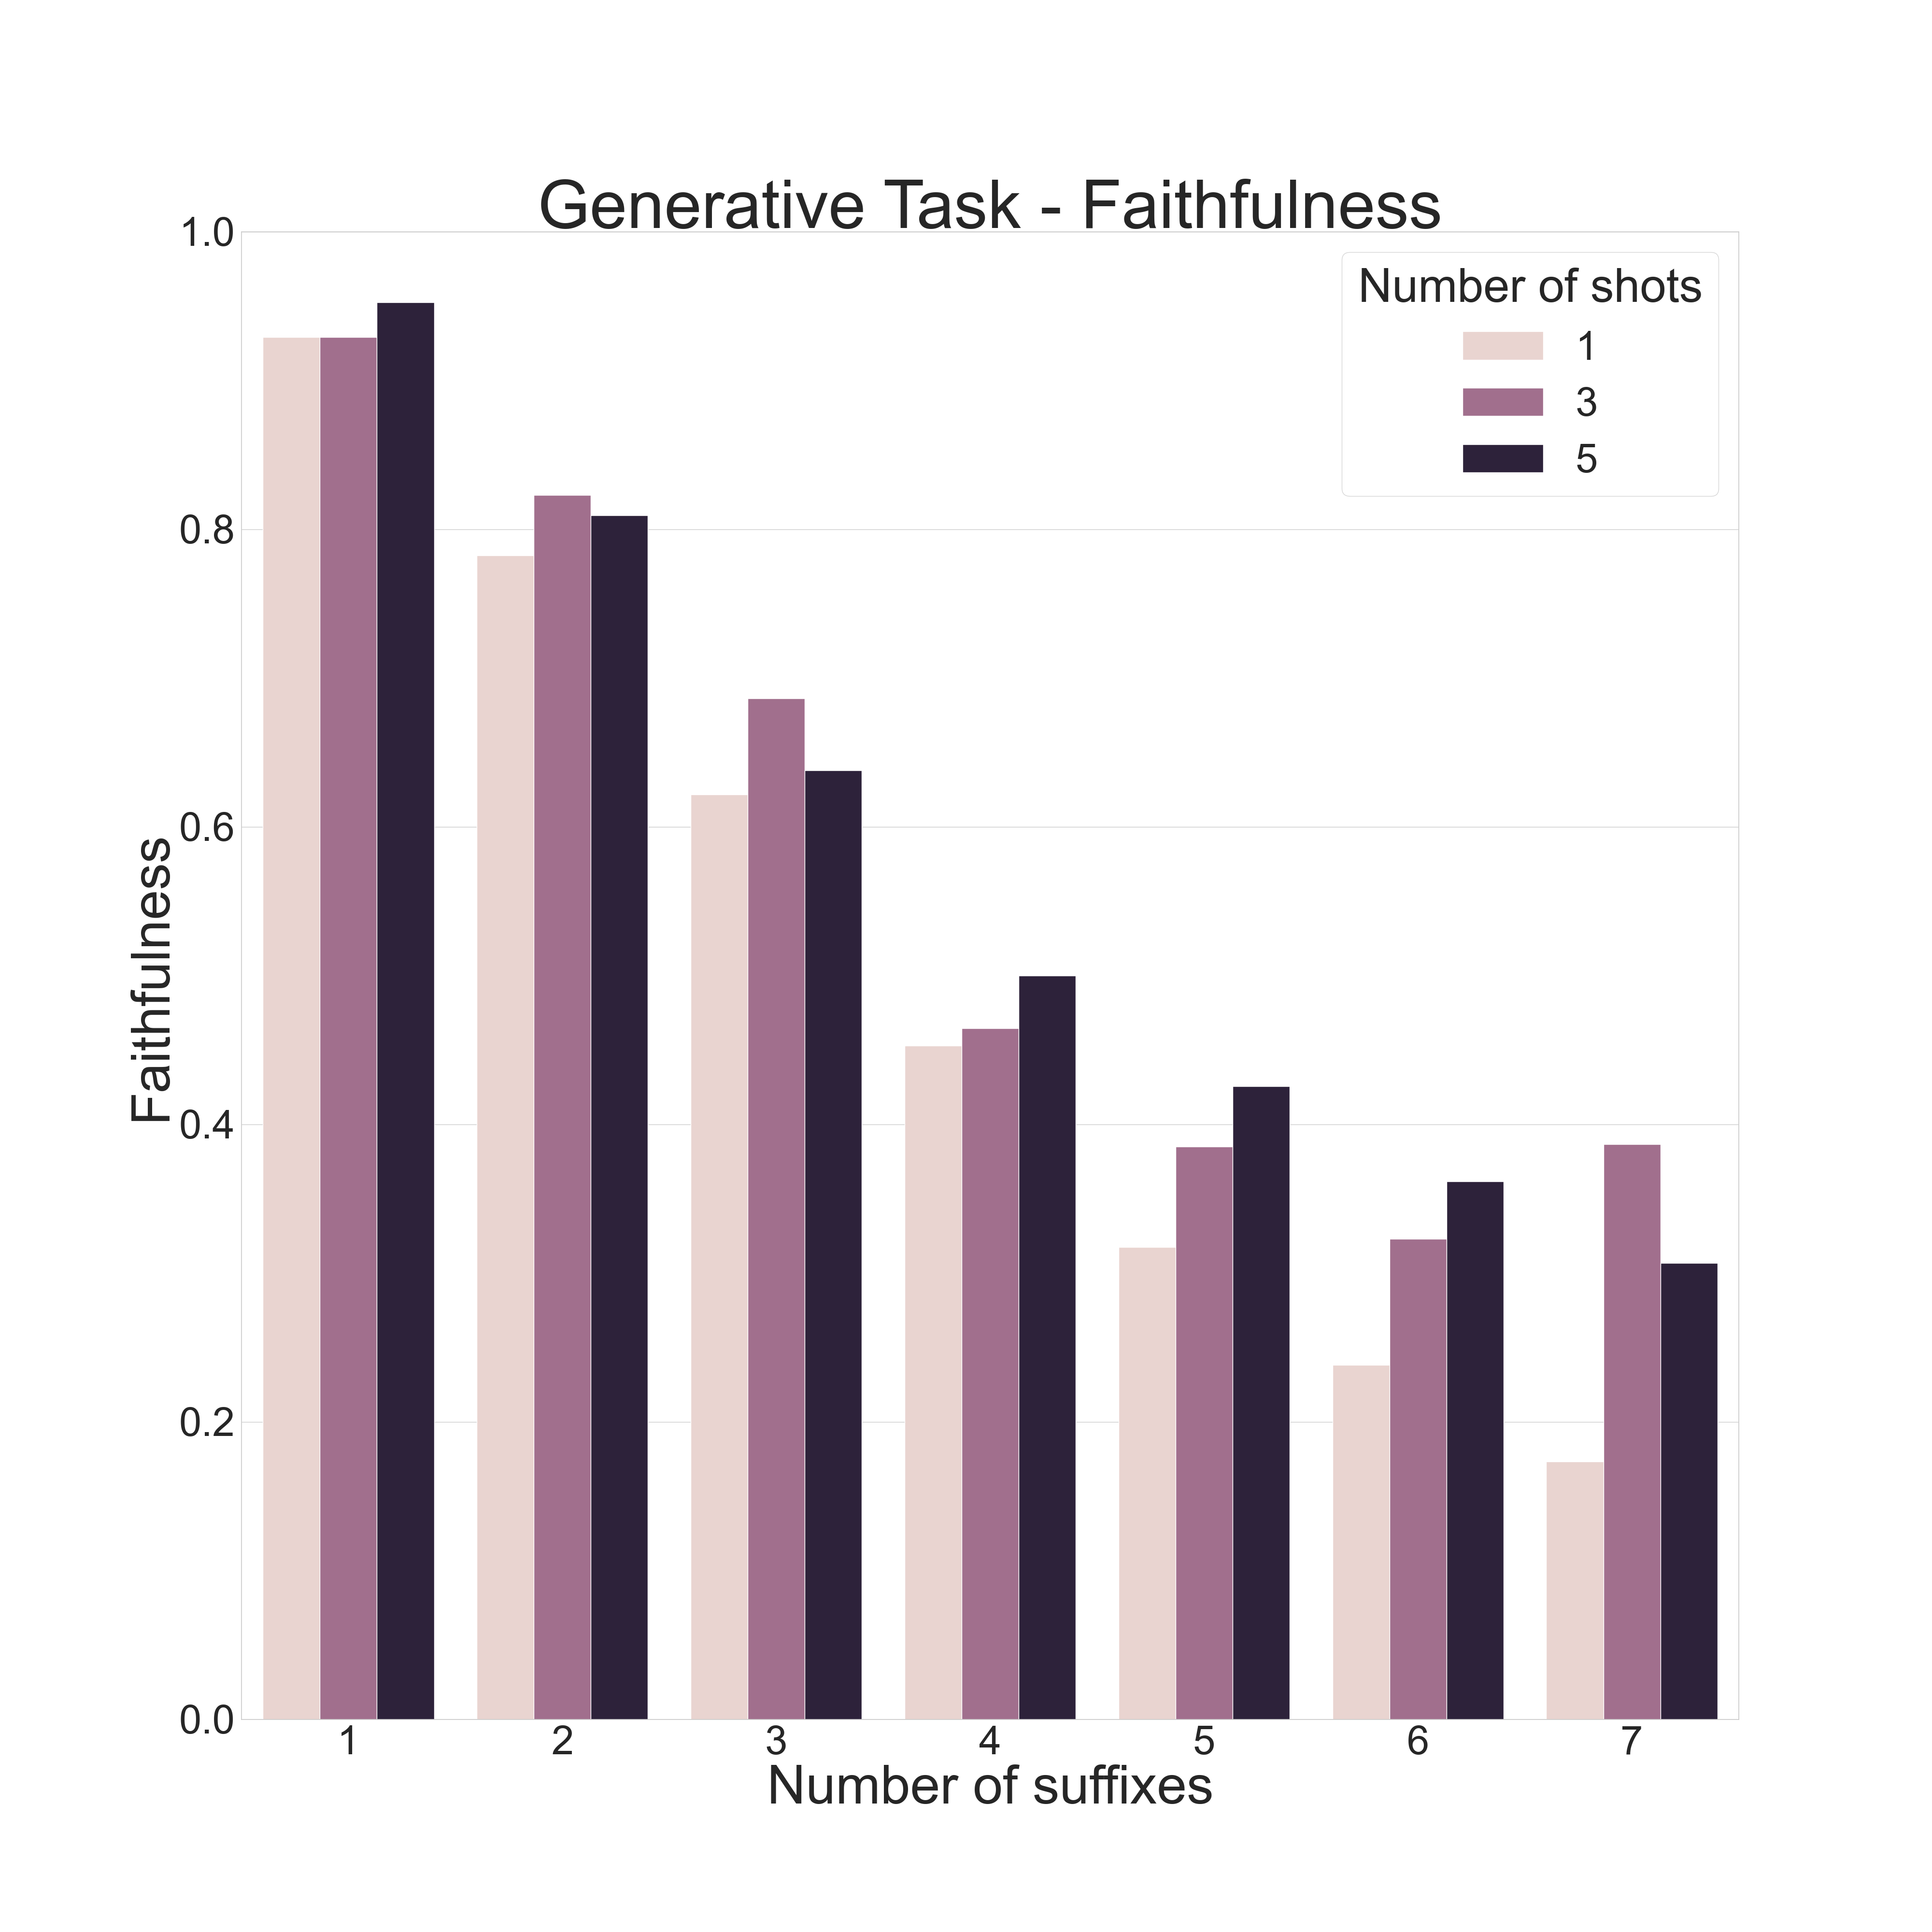 Generative Task - Faithfulness
Number of shots
1
3
5
Faithfulness
1.0
0.8
0.6
0.4
0.2
0.0
1 2 3 4 5 6 7
Number of suffixes